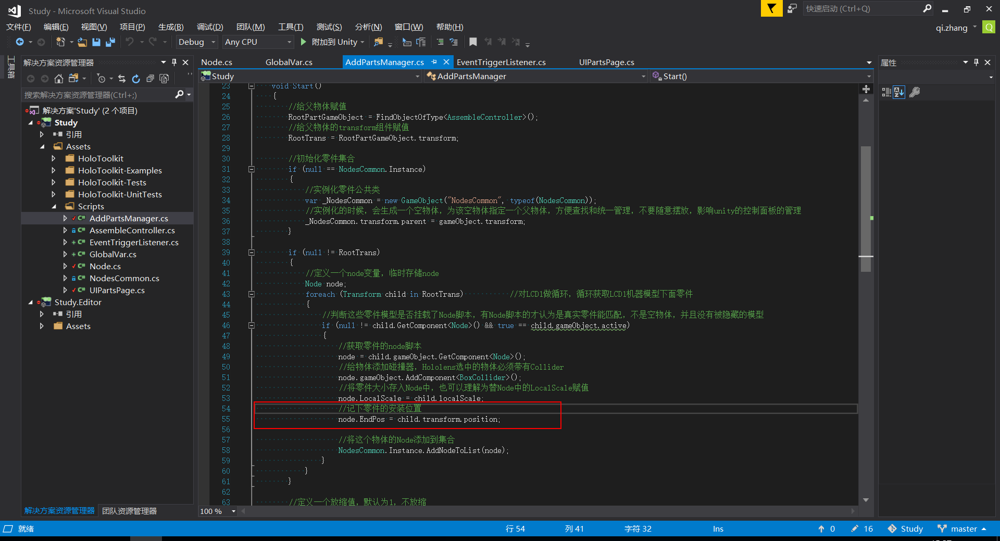 Study - Microsoft Visual Studio
快速启动 (Ctrl+Q)
文件(F) 编辑(E) 视图(V) 项目(P) 生成(B) 调试(D) 团队(M) 工具(T) 测试(S) 分析(N) 窗口(W) 帮助(H)
qi.zhang
Q
Debug Any CPU 附加到 Unity
工具箱
解决方案资源管理器
搜索解决方案资源管理器(Ctrl+;)
解决方案'Study' (2 个项目)
Study
引用
Assets
HoloToolkit
HoloToolkit-Examples
HoloToolkit-Tests
HoloToolkit-UnitTests
Scripts
C# AddPartsManager.cs
C# AssembleController.cs
C# EventTriggerListener.cs
C# GlobalVar.cs
C# Node.cs
C# NodesCommon.cs
C# UIPartsPage.cs
Study.Editor
引用
Assets
解决方案资源管理器 团队资源管理器
Node.cs GlobalVar.cs AddPartsManager.cs EventTriggerListener.cs UIPartsPage.cs
Study AddPartsManager Start()
23 void Start()
24 {
25 //给父物体赋值
26 RootPartGameObject = FindObjectOfType<AssembleController>();
27 //给父物体的transform组件赋值
28 RootTrans = RootPartGameObject.transform;
29
30 //初始化零件集合
31 if (null == NodesCommon.Instance)
32 {
33 //实例化零件公共类
34 var _NodesCommon = new GameObject("NodesCommon", typeof(NodesCommon));
35 //实例化的时候，会生成一个空物体，为该空物体指定一个父物体，方便查找和统一管理，不要随意摆放，影响unity的控制面板的管理
36 _NodesCommon.transform.parent = gameObject.transform;
37 }
38
39 if (null != RootTrans)
40 {
41 //定义一个node变量，临时存储node
42 Node node;
43 foreach (Transform child in RootTrans) //对LCD1做循环，循环获取LCD1机器模型下面零件
44 {
45 //判断这些零件模型是否挂载了Node脚本，有Node脚本的才认为是真实零件能匹配，不是空物体，并且没有被隐藏的模型
46 if (null != child.GetComponent<Node>() && true == child.gameObject.active)
47 {
48 //获取零件的node脚本
49 node = child.gameObject.GetComponent<Node>();
50 //给物体添加碰撞器，Hololens选中的物体必须带有Collider
51 node.gameObject.AddComponent<BoxCollider>();
52 //将零件大小存入Node中，也可以理解为替Node中的LocalScale赋值
53 node.LocalScale = child.localScale;
54 //记下零件的安装位置
55 node.EndPos = child.transform.position;
56
57 //将这个物体的Node添加到集合
58 NodesCommon.Instance.AddNodeToList(node);
59 }
60 }
61 }
62
63 //定义一个放缩值，默认为1，不放缩
100 %
属性
就绪 行 54 列 41 字符 32 Ins 0 16 Study master